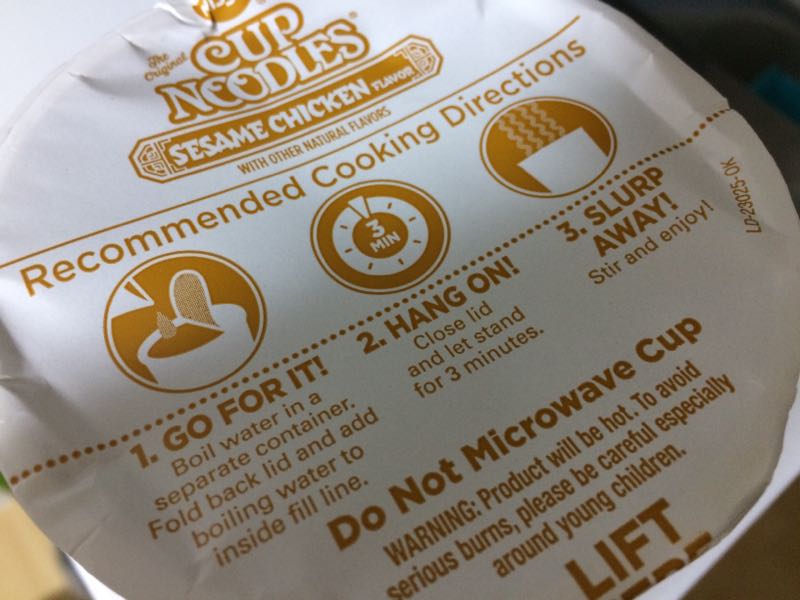 The Original
CUP
NOODLES
SESAME CHICKEN FLAVOR
WITH OTHER NATURAL FLAVORS
Recommended Cooking Directions
3
MIN
1. GO FOR IT!
Boil water in a
separate container.
Fold back lid and add
boiling water to
inside fill line.
2. HANG ON!
Close lid
and let stand
for 3 minutes.
3. SLURP
AWAY!
Stir and enjoy!
LD-23025-OK
Do Not Microwave Cup
WARNING: Product will be hot. To avoid
serious burns, please be careful especially
around young children.
LIFT